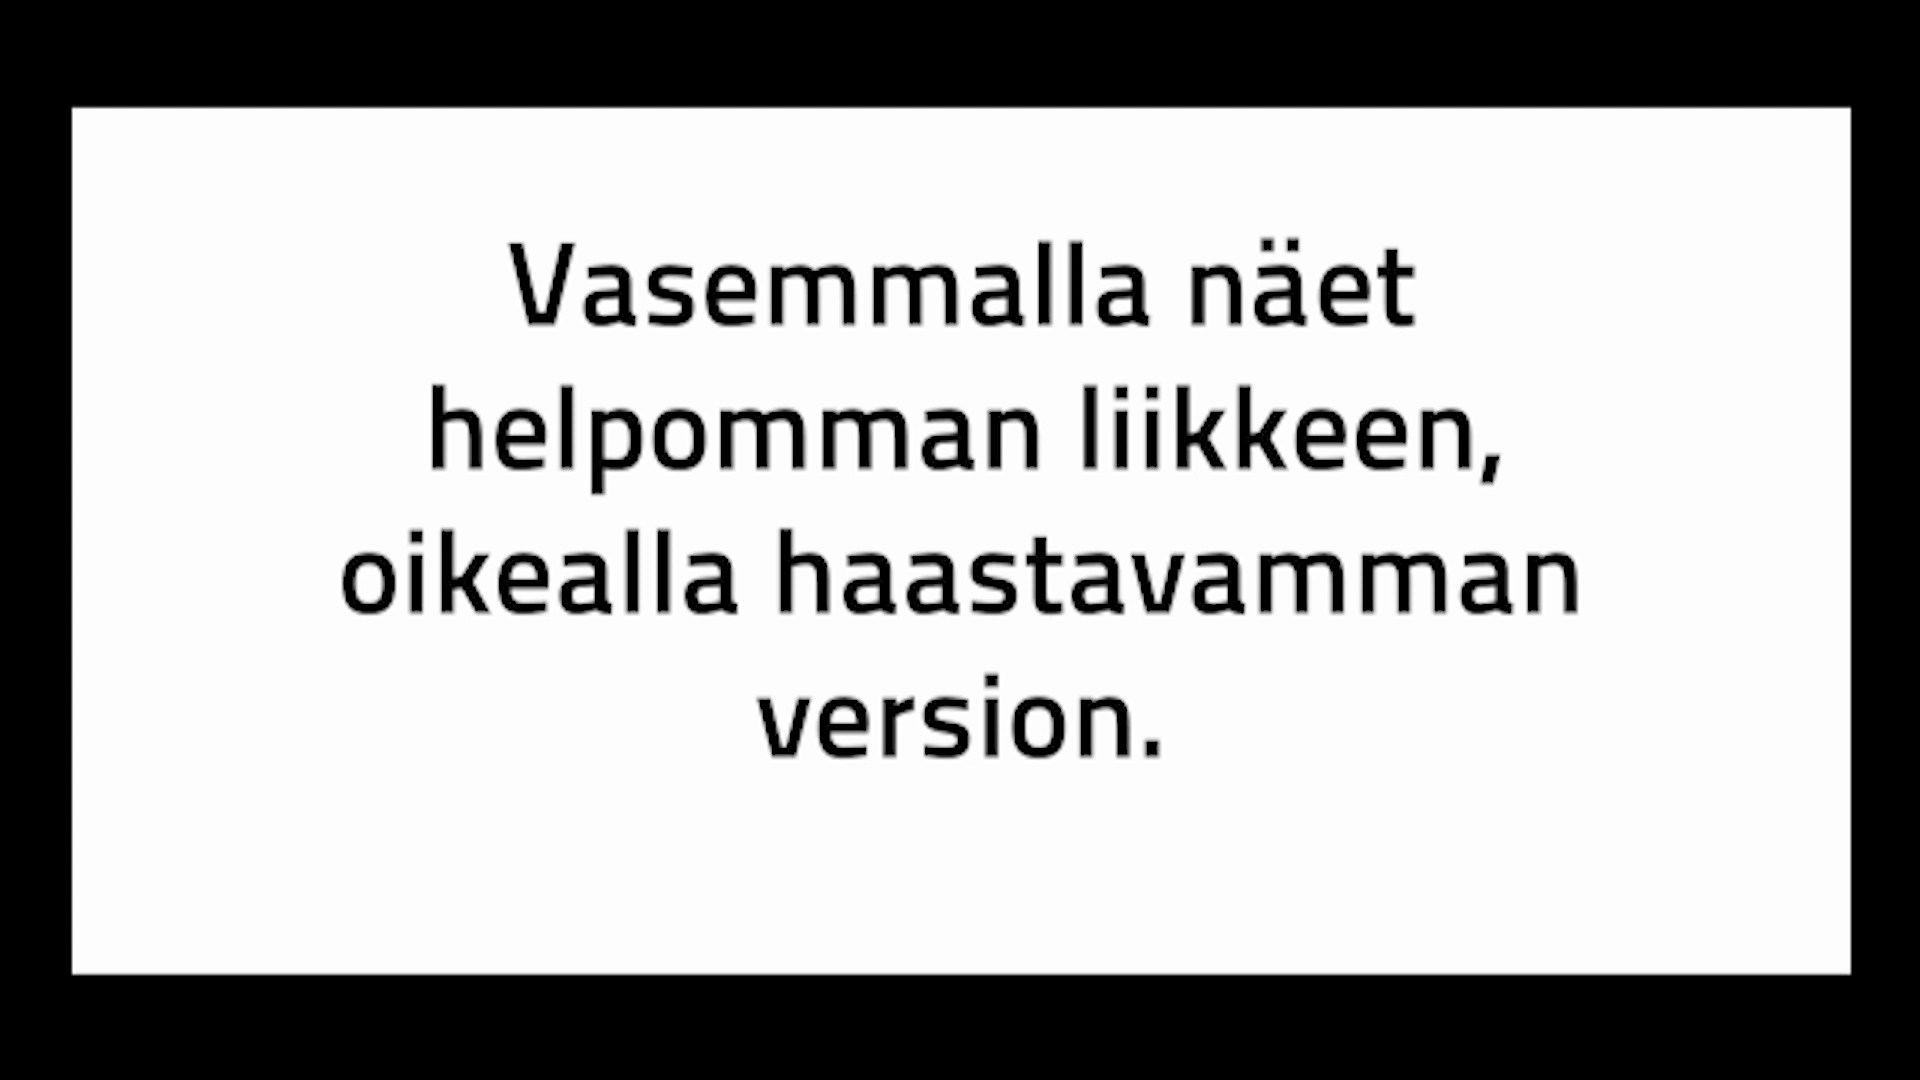 Vasemmalla näet
helpomman liikkeen,
oikealla haastavamman
version.